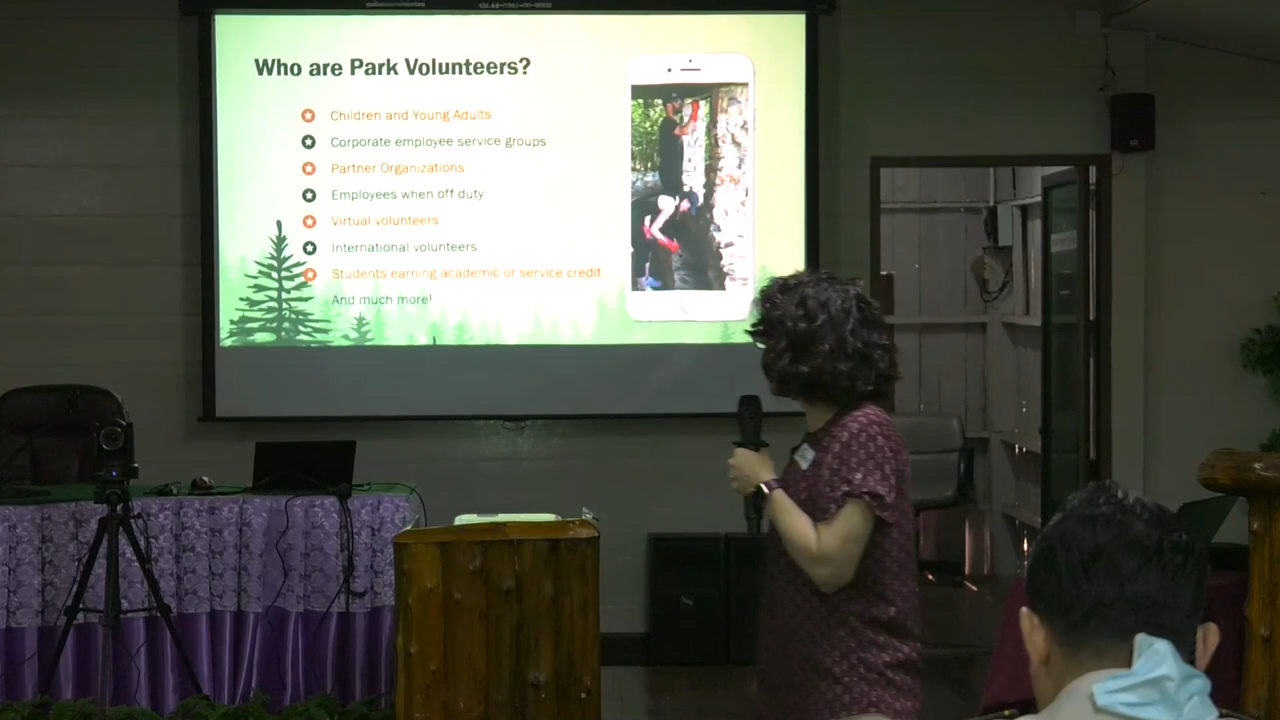 Who are Park Volunteers?
Children and Young Adults
Corporate employee service groups
Partner Organizations
Employees when off duty
Virtual volunteers
International volunteers
Students earning academic or service credit
And much more!